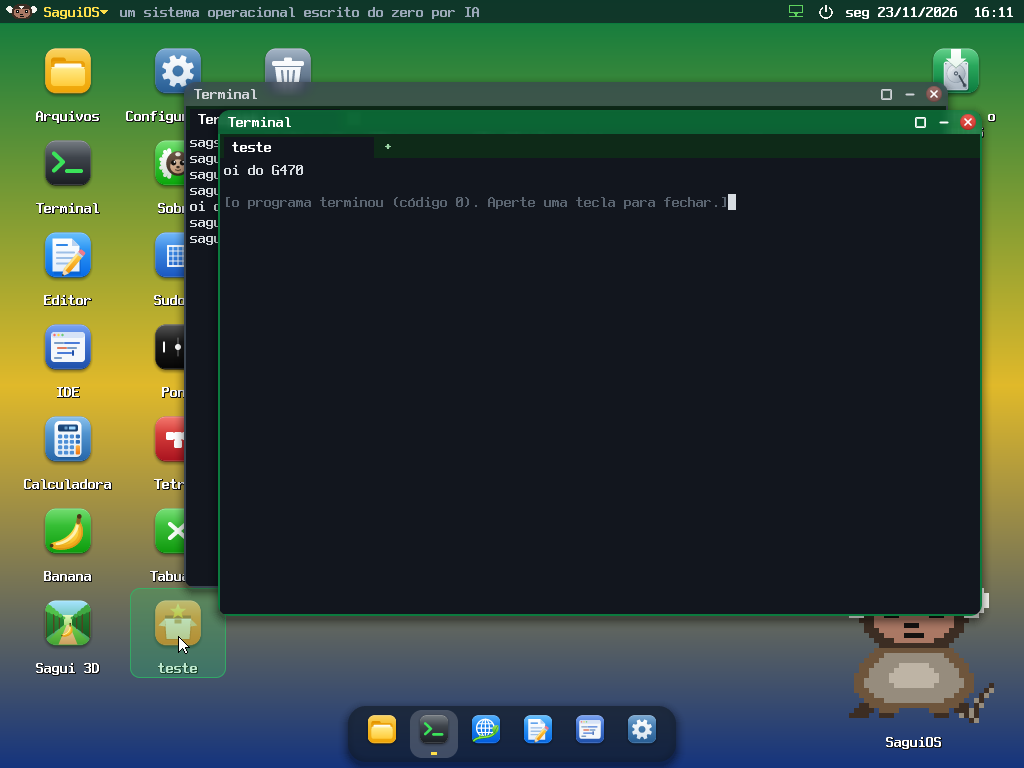 SaguiOS um sistema operacional escrito do zero por IA seg 23/11/2026 16:11
Arquivos
Terminal
Editor
IDE
Calculadora
Banana
Sagui 3D
teste
Terminal
Terminal
teste +
oi do G470
[o programa terminou (código 0). Aperte uma tecla para fechar.]
SaguiOS